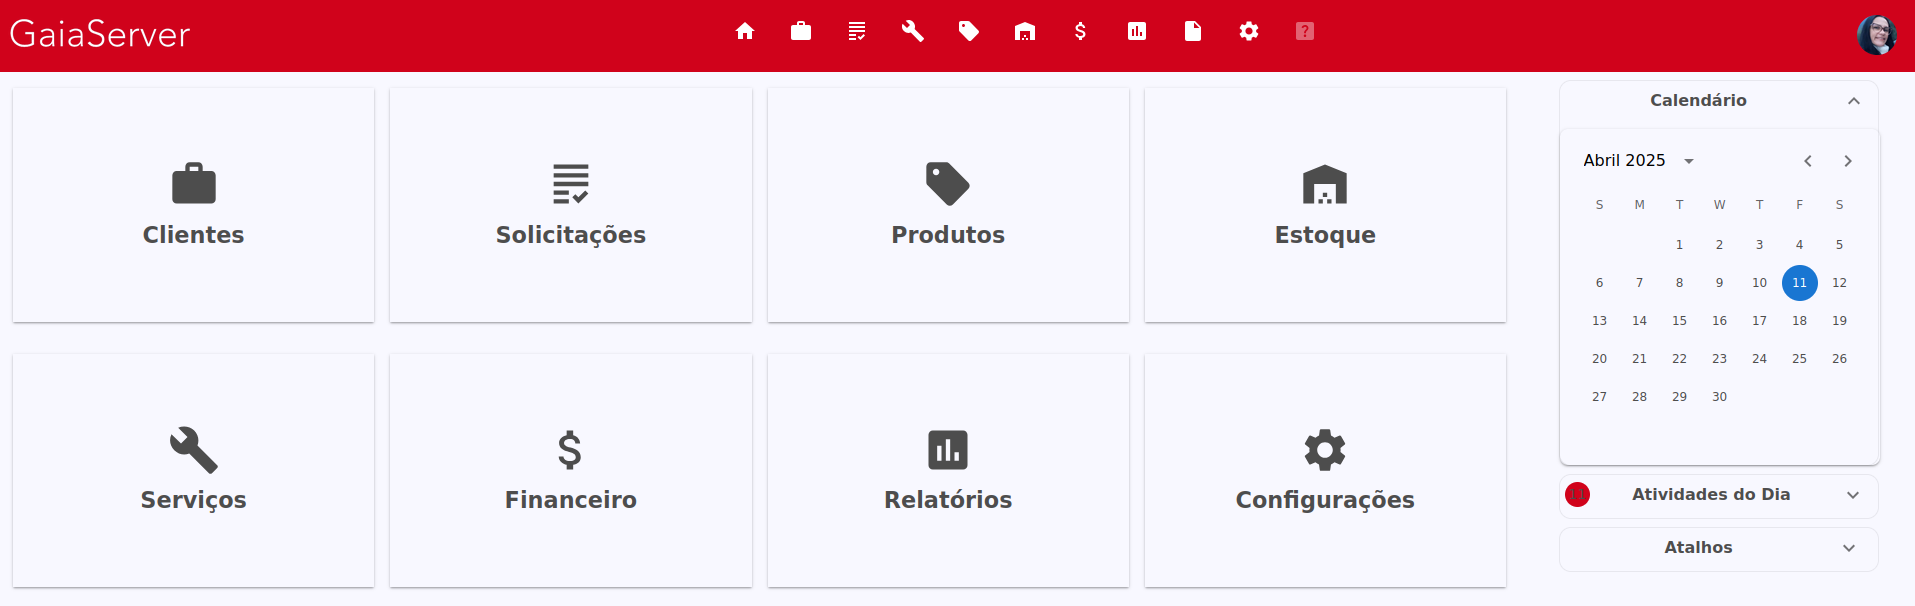 GaiaServer
?
Clientes
Solicitações
Produtos
Estoque
Serviços
Financeiro
Relatórios
Configurações
Calendário
Abril 2025
S M T W T F S
1 2 3 4 5
6 7 8 9 10 11 12
13 14 15 16 17 18 19
20 21 22 23 24 25 26
27 28 29 30
11 Atividades do Dia
Atalhos